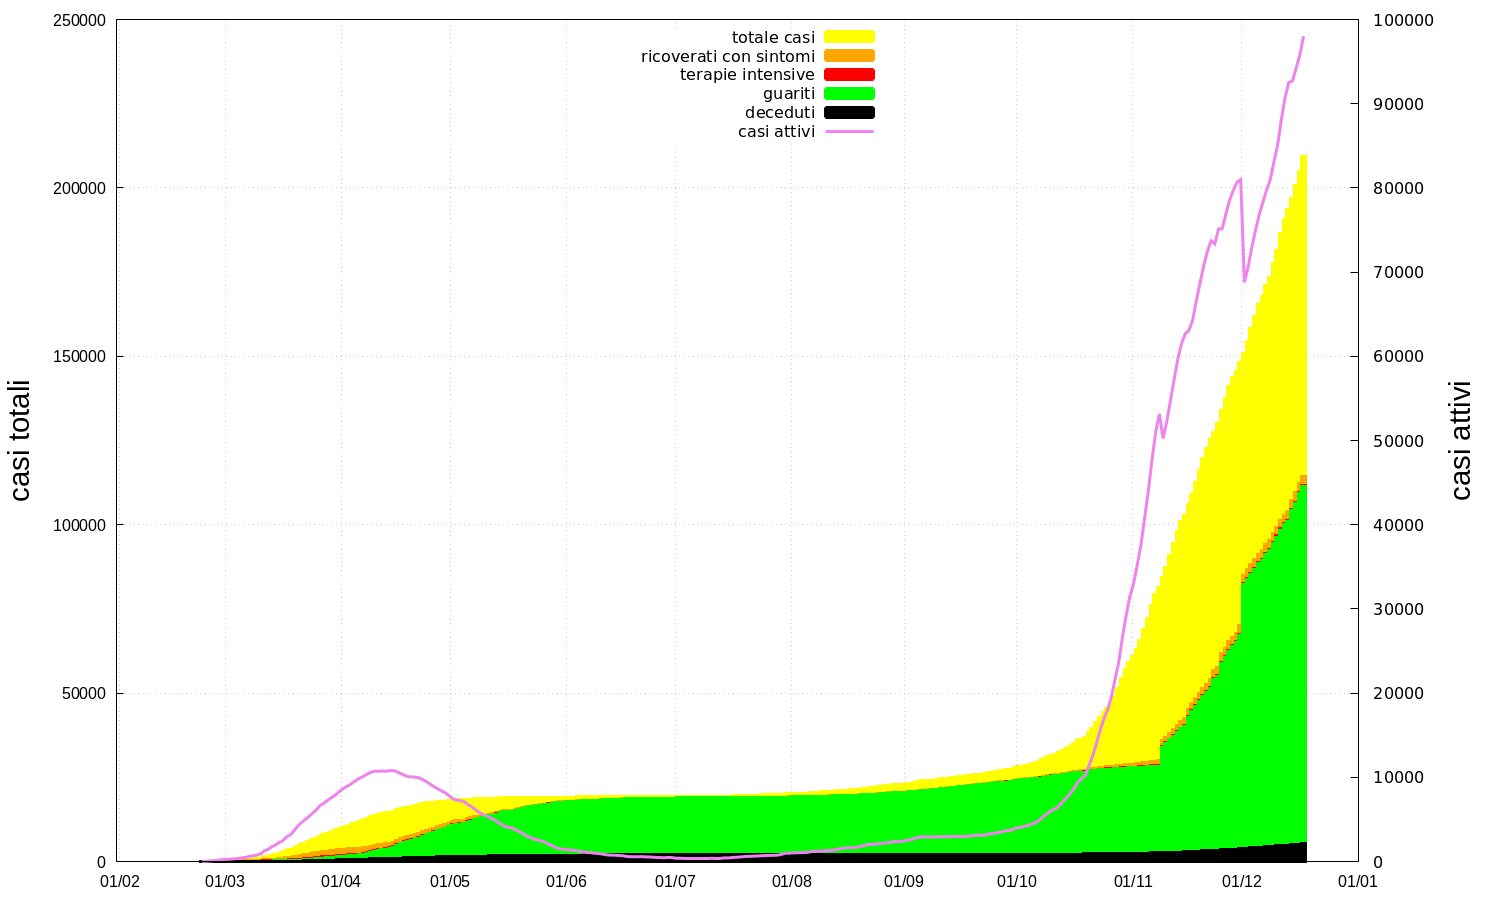 250000
200000
150000
100000
50000
0
casi totali
totale casi
ricoverati con sintomi
terapie intensive
guariti
deceduti
casi attivi
100000
90000
80000
70000
60000
50000
40000
30000
20000
10000
0
casi attivi
01/02 01/03 01/04 01/05 01/06 01/07 01/08 01/09 01/10 01/11 01/12 01/01